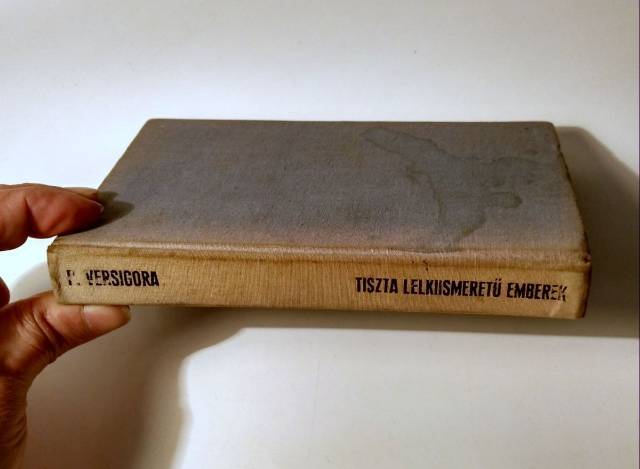 P. VERSIGORA
TISZTA LELKIISMERETŰ EMBEREK